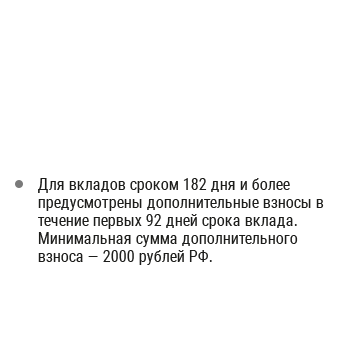 Для вкладов сроком 182 дня и более
предусмотрены дополнительные взносы в
течение первых 92 дней срока вклада.
Минимальная сумма дополнительного
взноса — 2000 рублей РФ.